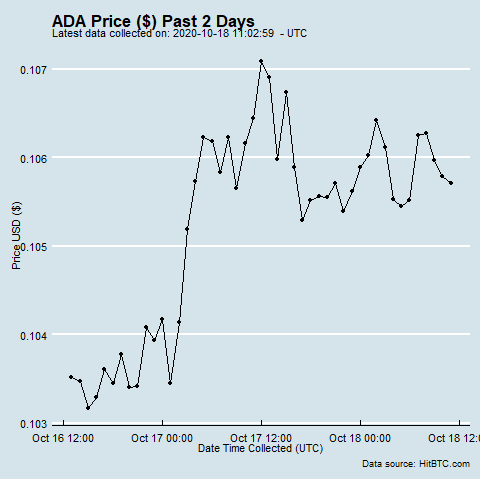 ADA Price ($) Past 2 Days
Latest data collected on: 2020-10-18 11:02:59 - UTC
0.107
0.106
0.105
0.104
0.103
Price USD ($)
Oct 16 12:00 Oct 17 00:00 Oct 17 12:00 Oct 18 00:00 Oct 18 12:
Date Time Collected (UTC)
Data source: HitBTC.com